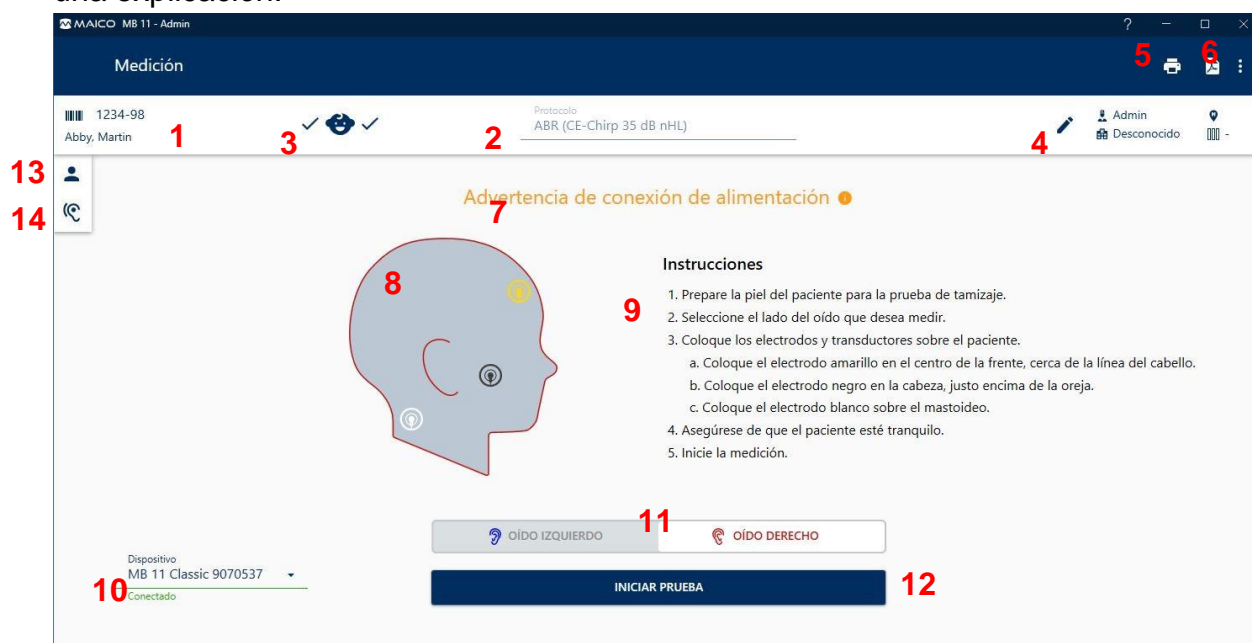 una explicación.
MAICO MB 11 - Admin
?
Medición
5
6
1234-98
Abby, Martin
1
3
Protocolo
ABR (CE-Chirp 35 dB nHL)
2
4
Admin
Desconocido
-
13
14
Advertencia de conexión de alimentación
7
8
Instrucciones
9
1. Prepare la piel del paciente para la prueba de tamizaje.
2. Seleccione el lado del oído que desea medir.
3. Coloque los electrodos y transductores sobre el paciente.
a. Coloque el electrodo amarillo en el centro de la frente, cerca de la línea del cabello.
b. Coloque el electrodo negro en la cabeza, justo encima de la oreja.
c. Coloque el electrodo blanco sobre el mastoideo.
4. Asegúrese de que el paciente esté tranquilo.
5. Inicie la medición.
OÍDO IZQUIERDO
11
OÍDO DERECHO
Dispositivo
MB 11 Classic 9070537
10
Conectado
INICIAR PRUEBA
12